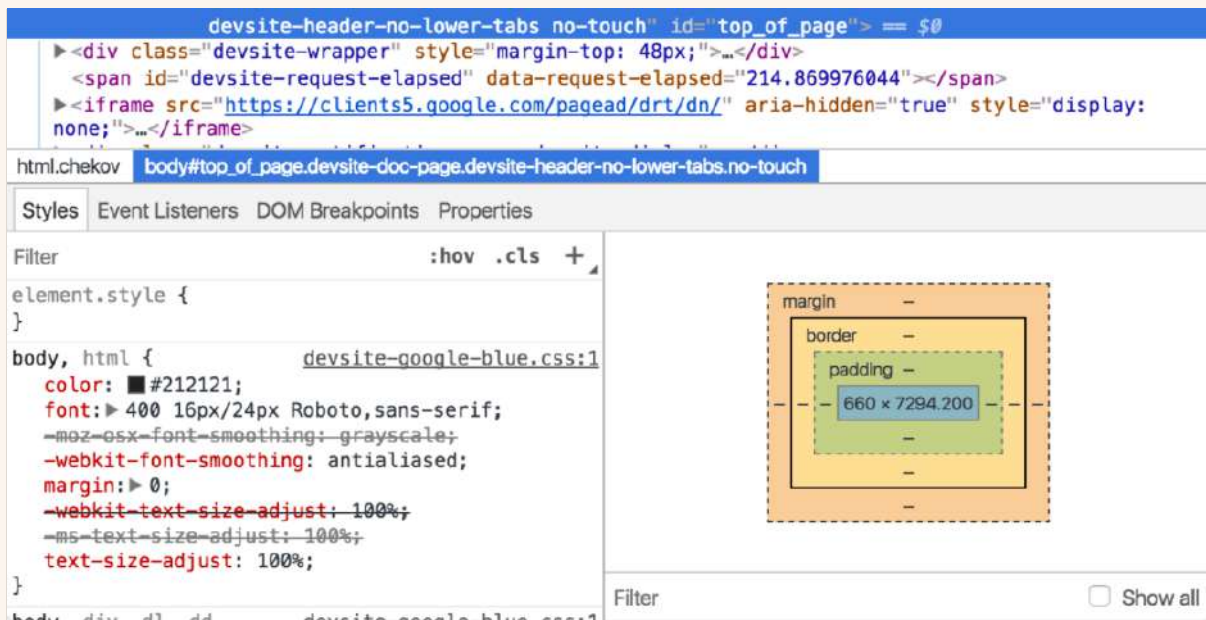 devsite-header-no-lower-tabs no-touch" id="top_of_page"> == $0
▶<div class="devsite-wrapper" style="margin-top: 48px;">…</div>
<span id="devsite-request-elapsed" data-request-elapsed="214.869976044"></span>
▶<iframe src="https://clients5.google.com/pagead/drt/dn/" aria-hidden="true" style="display:
none;">…</iframe>
html.chekov body#top_of_page.devsite-doc-page.devsite-header-no-lower-tabs.no-touch
Styles Event Listeners DOM Breakpoints Properties
Filter :hov .cls +
element.style {
}
body, html { devsite-google-blue.css:1
color: #212121;
font:▶ 400 16px/24px Roboto,sans-serif;
-moz-osx-font-smoothing: grayscale;
-webkit-font-smoothing: antialiased;
margin:▶ 0;
-webkit-text-size-adjust: 100%;
-ms-text-size-adjust: 100%;
text-size-adjust: 100%;
}
margin –
border –
padding –
– – – 660 × 7294.200 – – –
–
–
–
Filter Show all